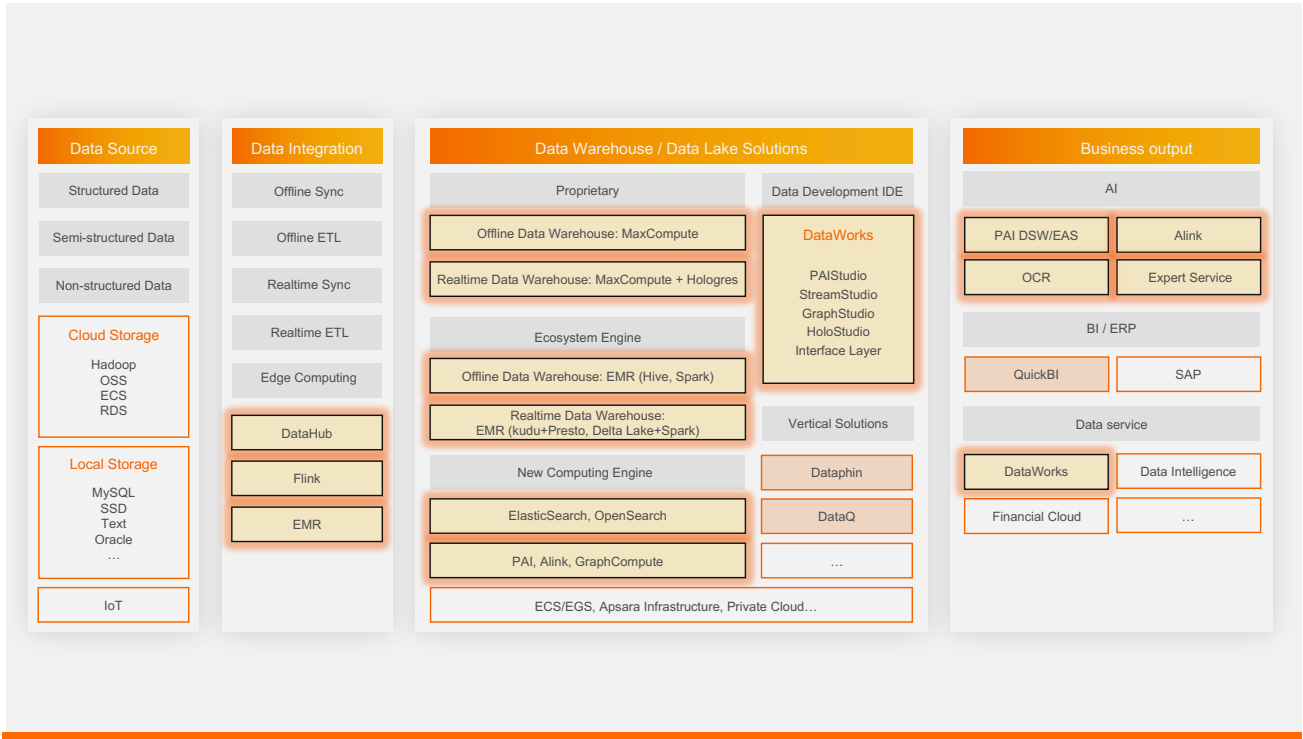 Data Source
Structured Data
Semi-structured Data
Non-structured Data
Cloud Storage
Hadoop
OSS
ECS
RDS
Local Storage
MySQL
SSD
Text
Oracle
…
IoT
Data Integration
Offline Sync
Offline ETL
Realtime Sync
Realtime ETL
Edge Computing
DataHub
Flink
EMR
Data Warehouse / Data Lake Solutions
Proprietary
Offline Data Warehouse: MaxCompute
Realtime Data Warehouse: MaxCompute + Hologres
Ecosystem Engine
Offline Data Warehouse: EMR (Hive, Spark)
Realtime Data Warehouse:
EMR (kudu+Presto, Delta Lake+Spark)
New Computing Engine
ElasticSearch, OpenSearch
PAI, Alink, GraphCompute
Data Development IDE
DataWorks
PAIStudio
StreamStudio
GraphStudio
HoloStudio
Interface Layer
Vertical Solutions
Dataphin
DataQ
…
ECS/EGS, Apsara Infrastructure, Private Cloud…
Business output
AI
PAI DSW/EAS
Alink
OCR
Expert Service
BI / ERP
QuickBI
SAP
Data service
DataWorks
Data Intelligence
Financial Cloud
…